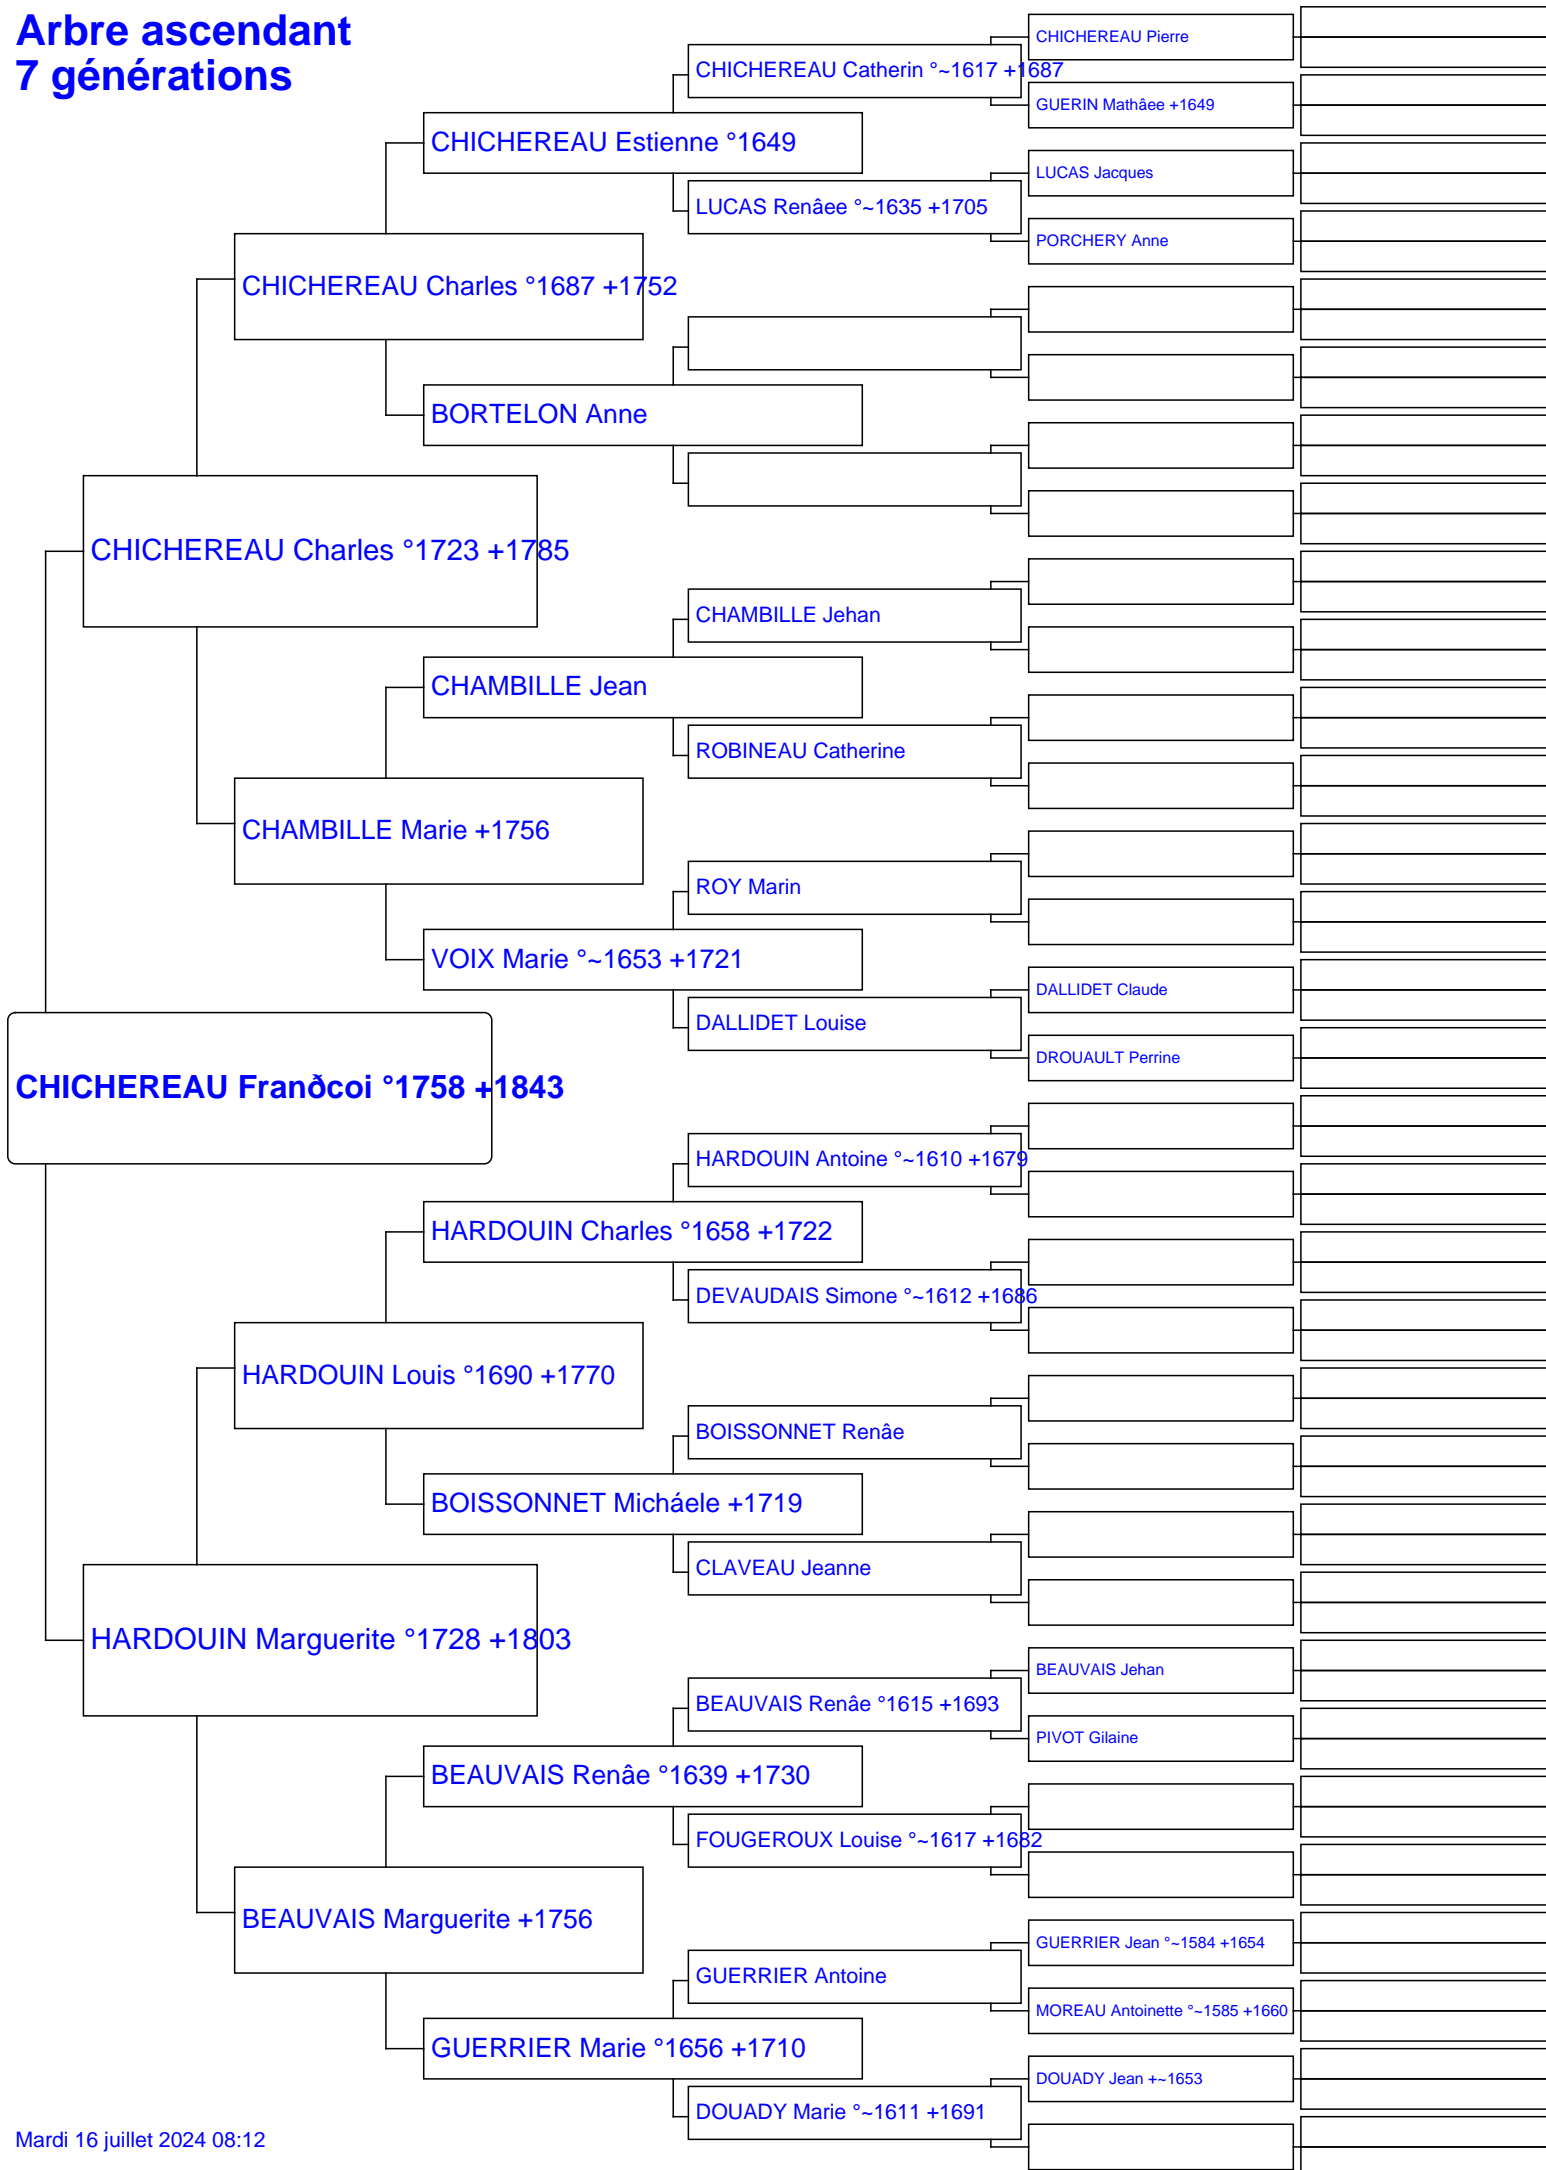 Arbre ascendant
7 générations
CHICHEREAU Pierre
CHICHEREAU Catherin °~1617 +1687
GUERIN Mathâee +1649
CHICHEREAU Estienne °1649
LUCAS Jacques
LUCAS Renâee °~1635 +1705
PORCHERY Anne
CHICHEREAU Charles °1687 +1752
BORTELON Anne
CHICHEREAU Charles °1723 +1785
CHAMBILLE Jehan
CHAMBILLE Jean
ROBINEAU Catherine
CHAMBILLE Marie +1756
ROY Marin
VOIX Marie °~1653 +1721
DALLIDET Claude
DALLIDET Louise
DROUAULT Perrine
CHICHEREAU Franðcoi °1758 +1843
HARDOUIN Antoine °~1610 +1679
HARDOUIN Charles °1658 +1722
DEVAUDAIS Simone °~1612 +1686
HARDOUIN Louis °1690 +1770
BOISSONNET Renâe
BOISSONNET Micháele +1719
CLAVEAU Jeanne
HARDOUIN Marguerite °1728 +1803
BEAUVAIS Jehan
BEAUVAIS Renâe °1615 +1693
PIVOT Gilaine
BEAUVAIS Renâe °1639 +1730
FOUGEROUX Louise °~1617 +1682
BEAUVAIS Marguerite +1756
GUERRIER Jean °~1584 +1654
GUERRIER Antoine
MOREAU Antoinette °~1585 +1660
GUERRIER Marie °1656 +1710
DOUADY Jean +~1653
DOUADY Marie °~1611 +1691
Mardi 16 juillet 2024 08:12